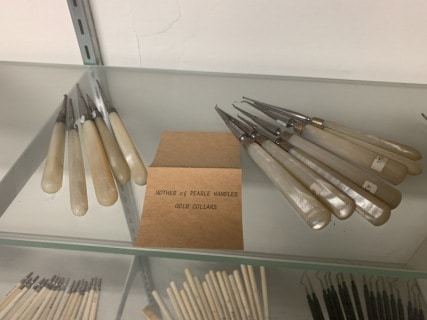 MOTHER of PEARLE HANDLES
GOLD COLLARS